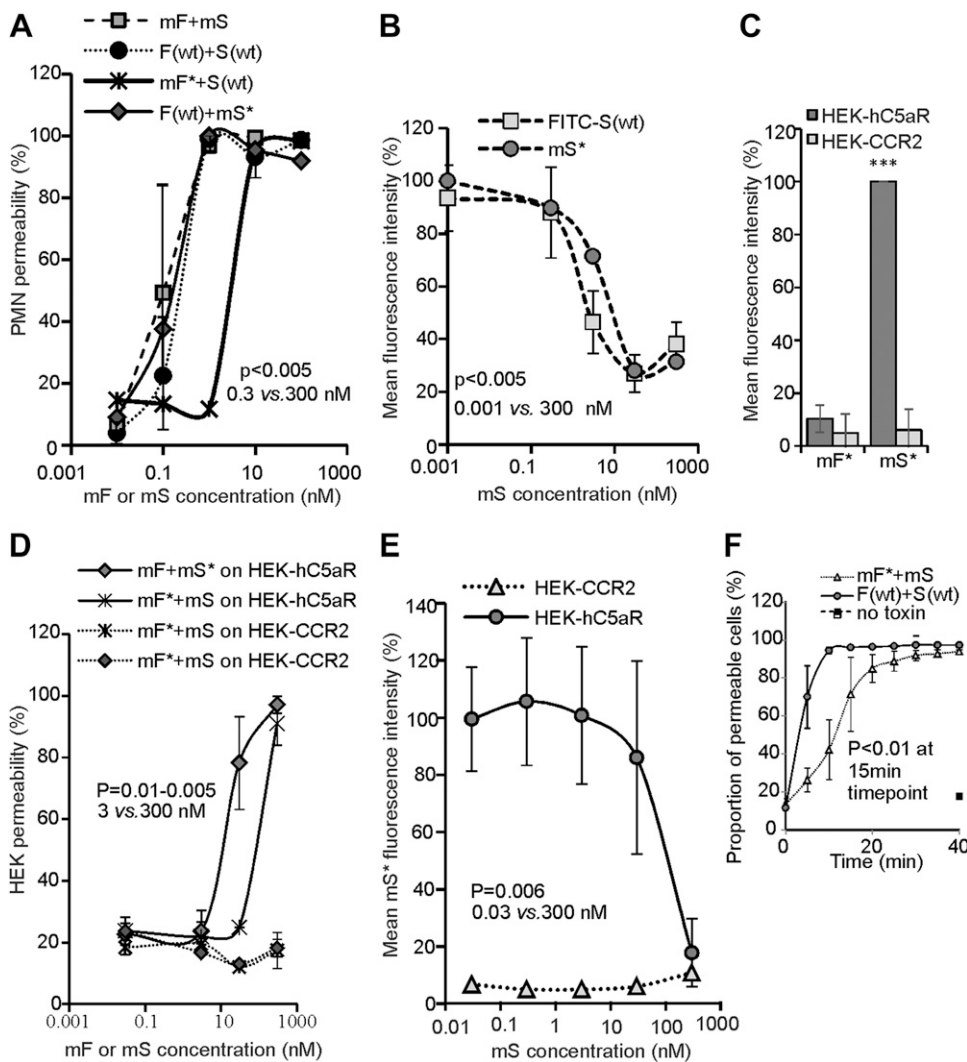 A
mF+mS
F(wt)+S(wt)
mF*+S(wt)
F(wt)+mS*
PMN permeability (%)
120
100
80
60
40
20
0
p<0.005
0.3 vs.300 nM
0.001 0.1 10 1000
mF or mS concentration (nM)
B
FITC-S(wt)
mS*
Mean fluorescence intensity (%)
120
100
80
60
40
20
0
p<0.005
0.001 vs. 300 nM
0.001 0.1 10 1000
mS concentration (nM)
C
HEK-hC5aR
HEK-CCR2
Mean fluorescence intensity (%)
120
100
80
60
40
20
0
***
mF* mS*
D
mF+mS* on HEK-hC5aR
mF*+mS on HEK-hC5aR
mF*+mS on HEK-CCR2
mF*+mS on HEK-CCR2
HEK permeability (%)
120
100
80
60
40
20
0
P=0.01-0.005
3 vs.300 nM
0.001 0.1 10 1000
mF or mS concentration (nM)
E
HEK-CCR2
HEK-hC5aR
Mean mS* fluorescence intensity (%)
140
120
100
80
60
40
20
0
P=0.006
0.03 vs.300 nM
0.01 0.1 1 10 100 1000
mS concentration (nM)
F
mF*+mS
F(wt)+S(wt)
no toxin
Proportion of permeable cells (%)
120
100
80
60
40
20
0
P<0.01 at
15min
timepoint
0 20 40
Time (min)